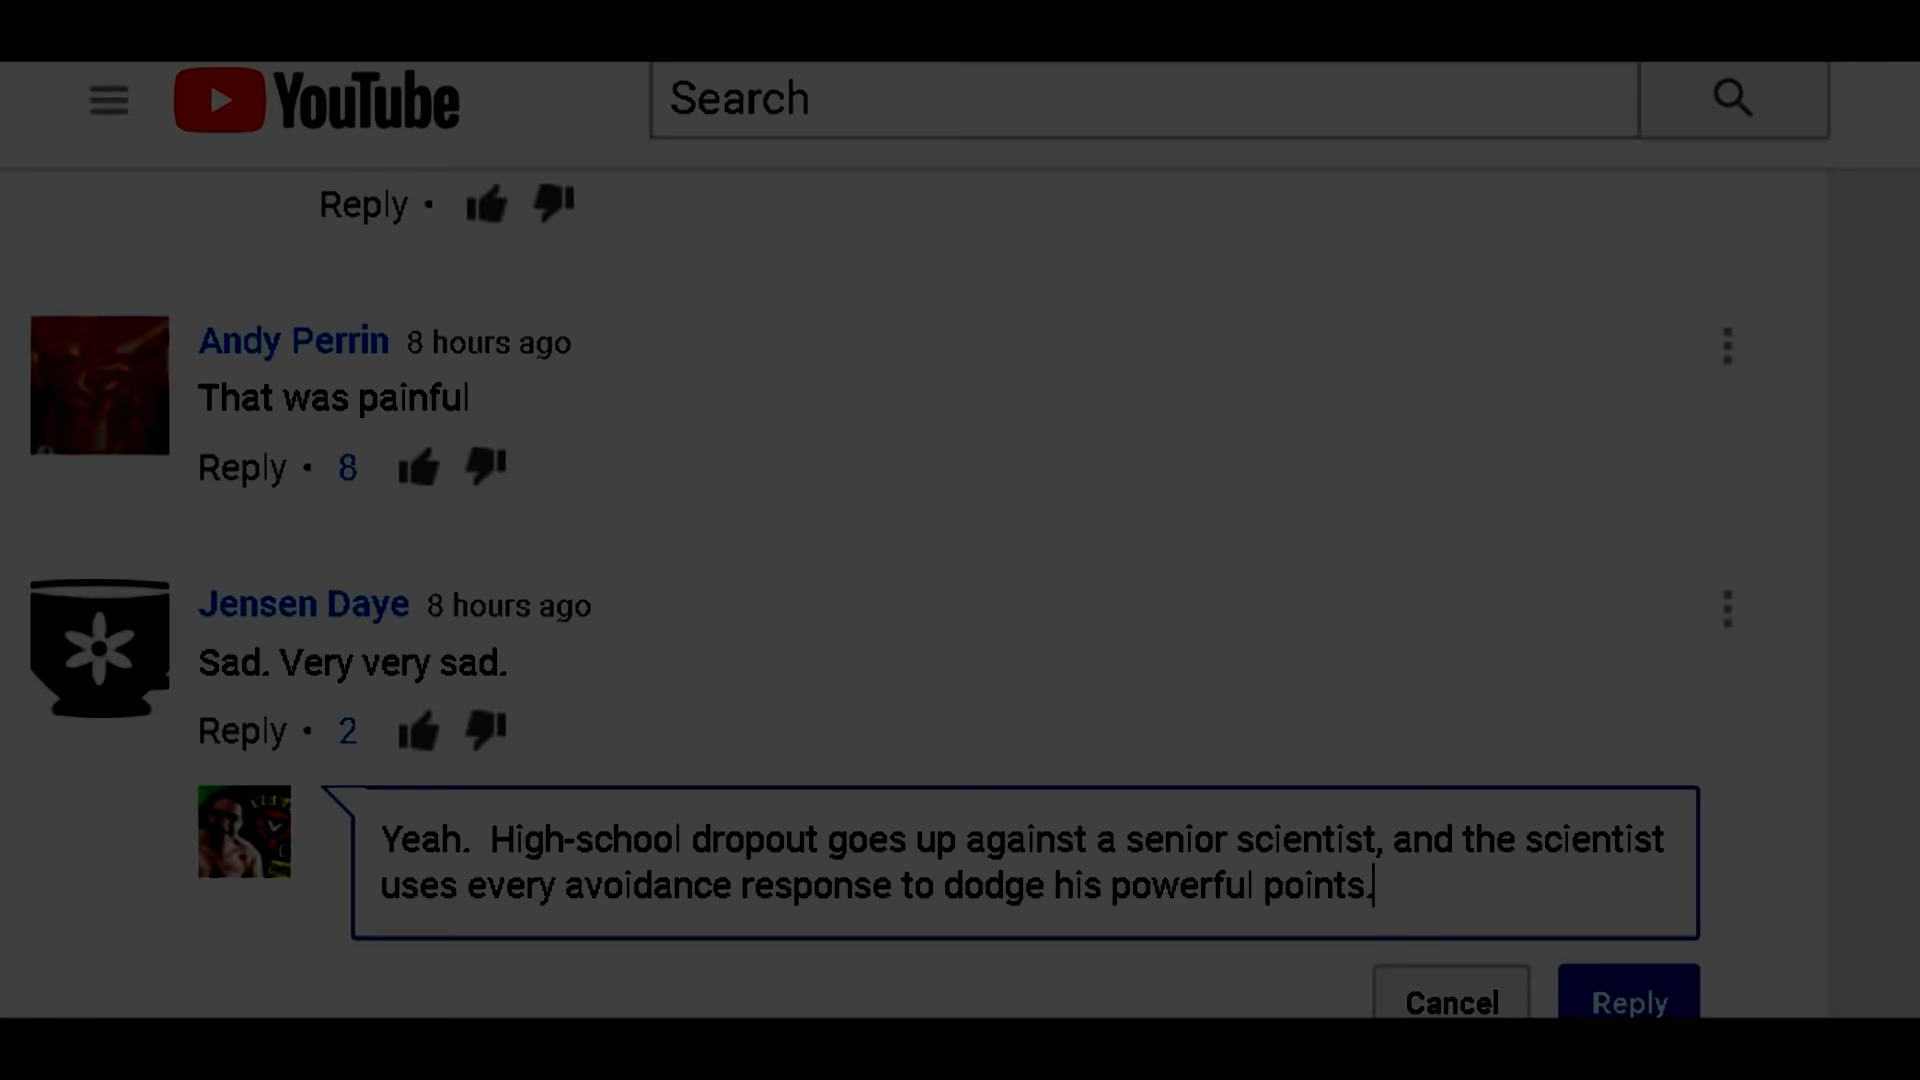 YouTube
Search
Reply •
Andy Perrin 8 hours ago
That was painful
Reply • 8
Jensen Daye 8 hours ago
Sad. Very very sad.
Reply • 2
Yeah.  High-school dropout goes up against a senior scientist, and the scientist
uses every avoidance response to dodge his powerful points.
Cancel
Reply